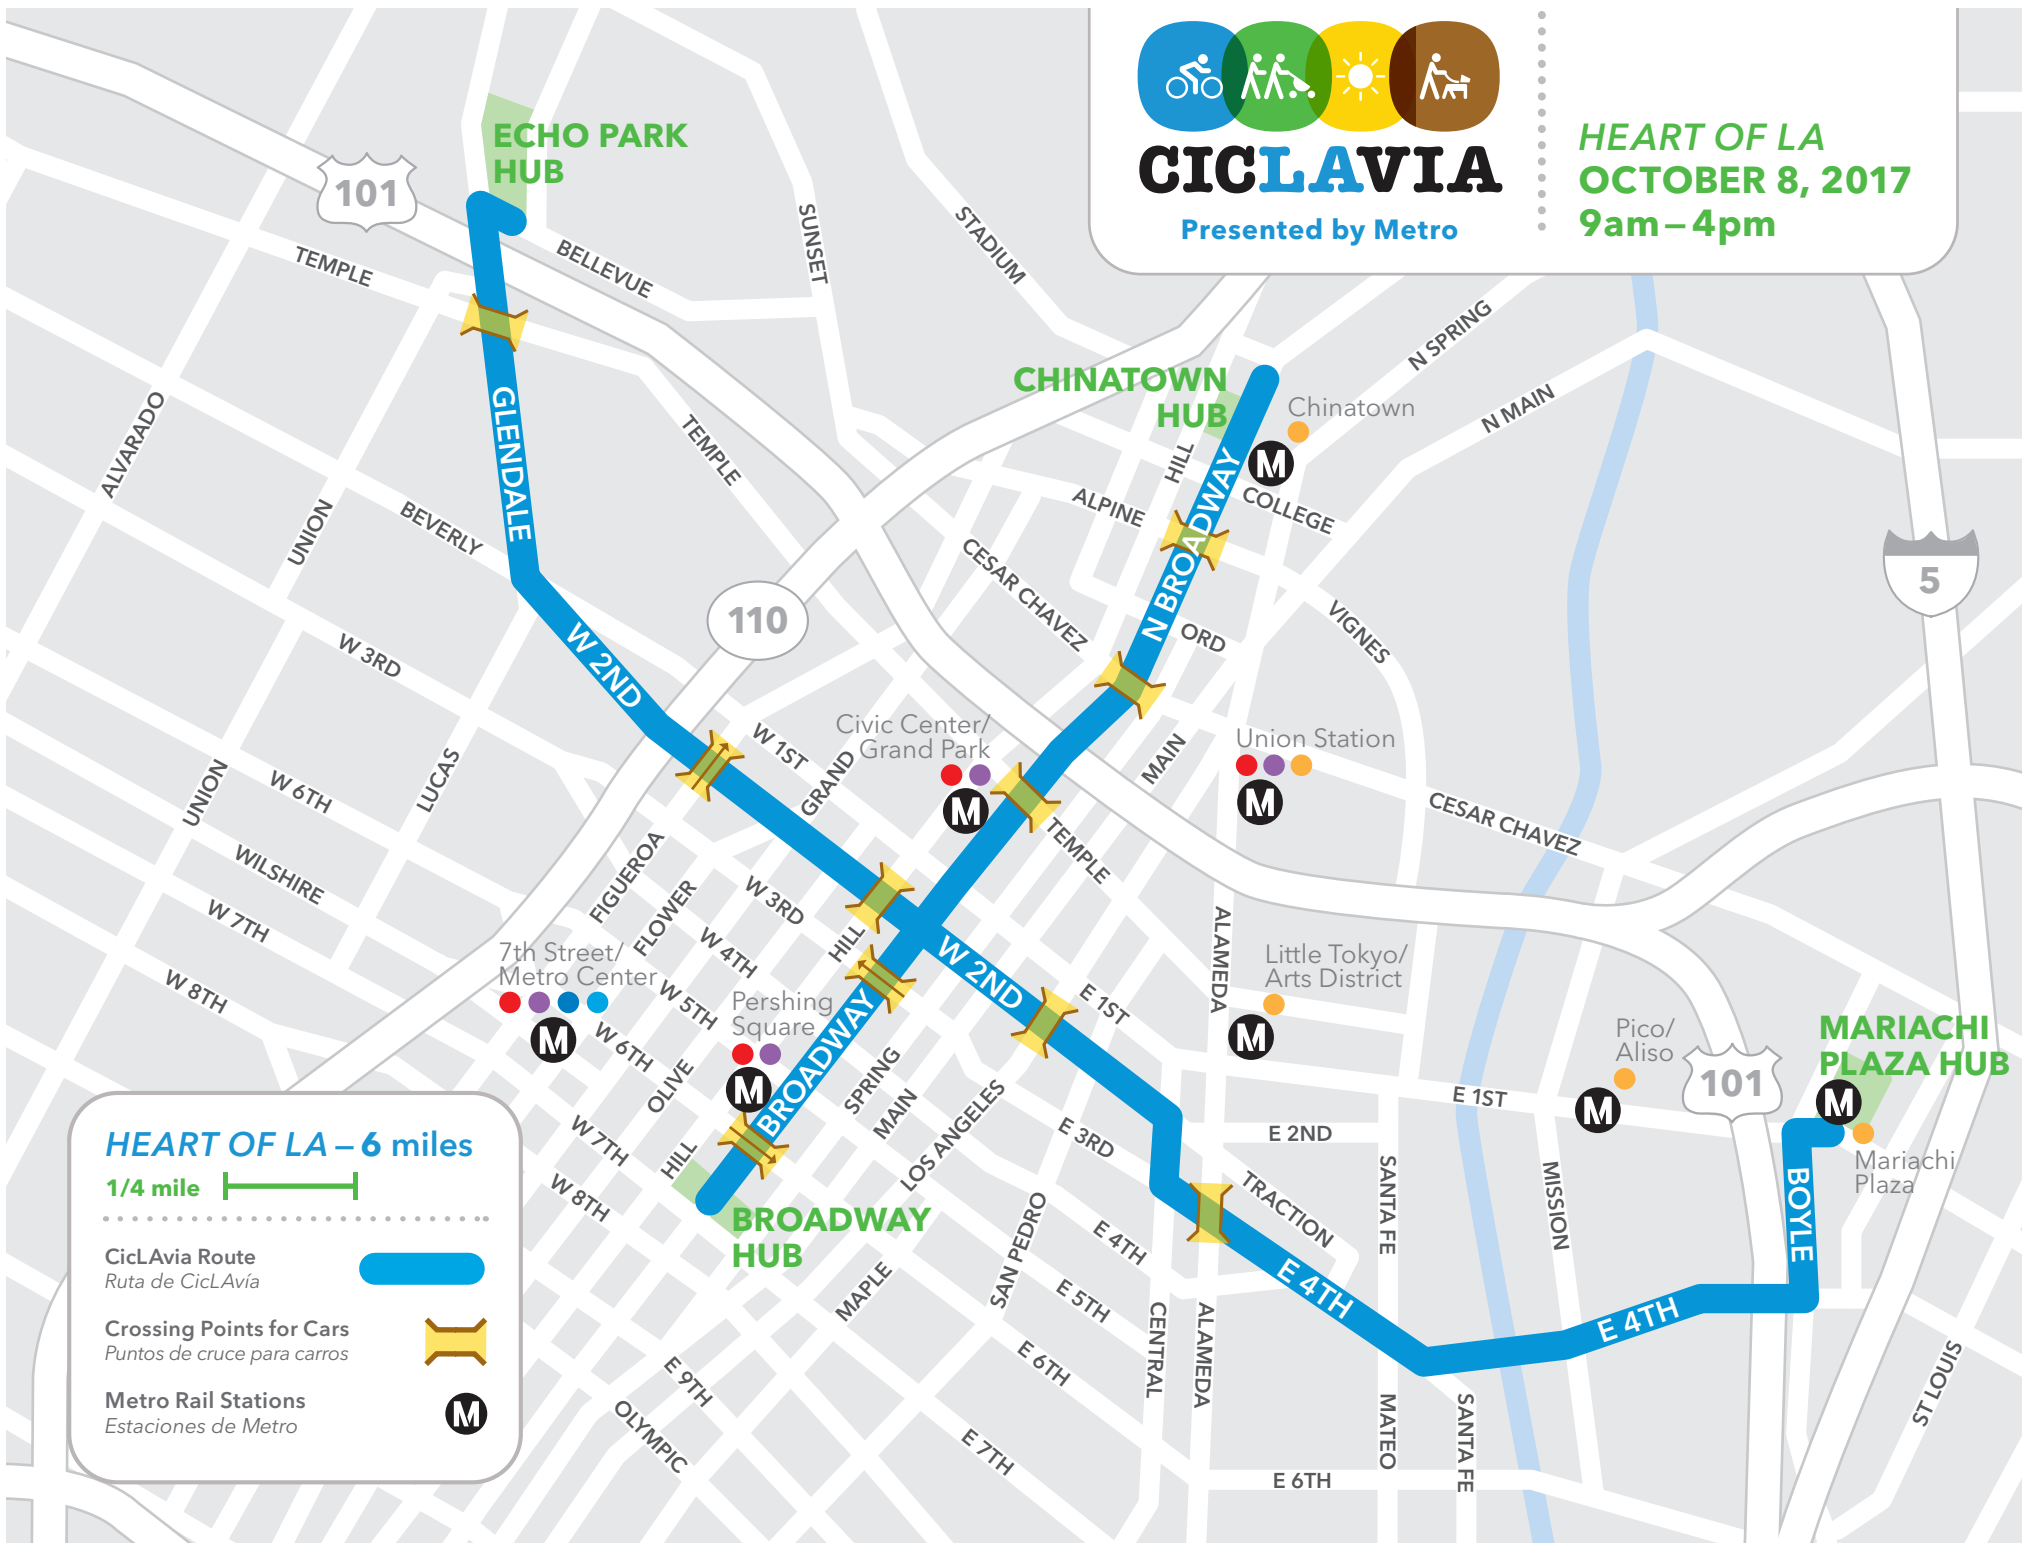 CICLAVIA
Presented by Metro
HEART OF LA
OCTOBER 8, 2017
9am – 4pm
ECHO PARK
HUB
101
TEMPLE
BELLEVUE
SUNSET
STADIUM
N SPRING
N MAIN
CHINATOWN
HUB
Chinatown
M
HILL
COLLEGE
ALPINE
GLENDALE
ALVARADO
UNION
BEVERLY
TEMPLE
CESAR CHAVEZ
N BROADWAY
ORD
VIGNES
5
110
W 2ND
W 3RD
W 1ST
Civic Center/
Grand Park
M
MAIN
Union Station
M
CESAR CHAVEZ
GRAND
UNION
LUCAS
W 6TH
WILSHIRE
W 7TH
W 8TH
FIGUEROA
FLOWER
W 3RD
W 4TH
W 5TH
HILL
TEMPLE
W 2ND
E 1ST
ALAMEDA
Little Tokyo/
Arts District
M
7th Street/
Metro Center
M
W 6TH
Pershing
Square
M
BROADWAY
OLIVE
HILL
W 7TH
W 8TH
SPRING
MAIN
LOS ANGELES
E 3RD
E 1ST
E 2ND
Pico/
Aliso
M
101
MARIACHI
PLAZA HUB
M
Mariachi
Plaza
BOYLE
TRACTION
SANTA FE
MISSION
BROADWAY
HUB
MAPLE
SAN PEDRO
E 4TH
E 5TH
E 6TH
E 7TH
E 9TH
OLYMPIC
CENTRAL
ALAMEDA
E 4TH
E 4TH
MATEO
SANTA FE
E 6TH
ST LOUIS
HEART OF LA – 6 miles
1/4 mile
CicLAvia Route
Ruta de CicLAvía
Crossing Points for Cars
Puntos de cruce para carros
Metro Rail Stations
Estaciones de Metro
M